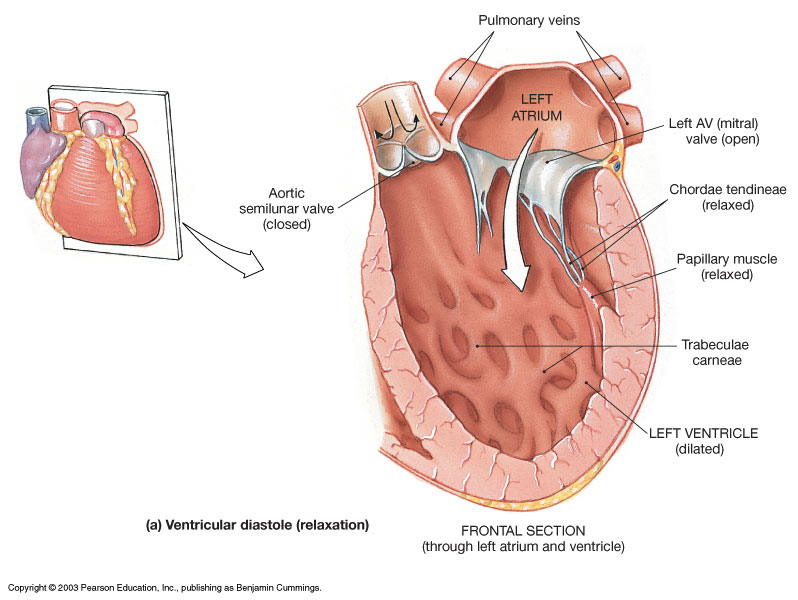 Pulmonary veins
LEFT
ATRIUM
Left AV (mitral)
valve (open)
Aortic
semilunar valve
(closed)
Chordae tendineae
(relaxed)
Papillary muscle
(relaxed)
Trabeculae
carneae
LEFT VENTRICLE
(dilated)
(a) Ventricular diastole (relaxation)
FRONTAL SECTION
(through left atrium and ventricle)
Copyright © 2003 Pearson Education, Inc., publishing as Benjamin Cummings.